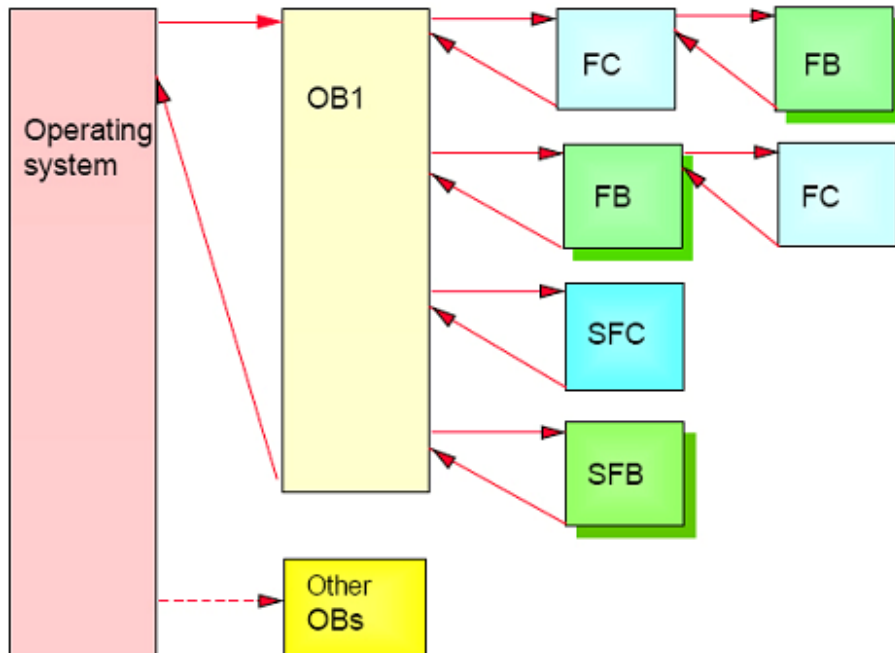 Operating
system
OB1
FC
FB
FB
FC
SFC
SFB
Other
OBs